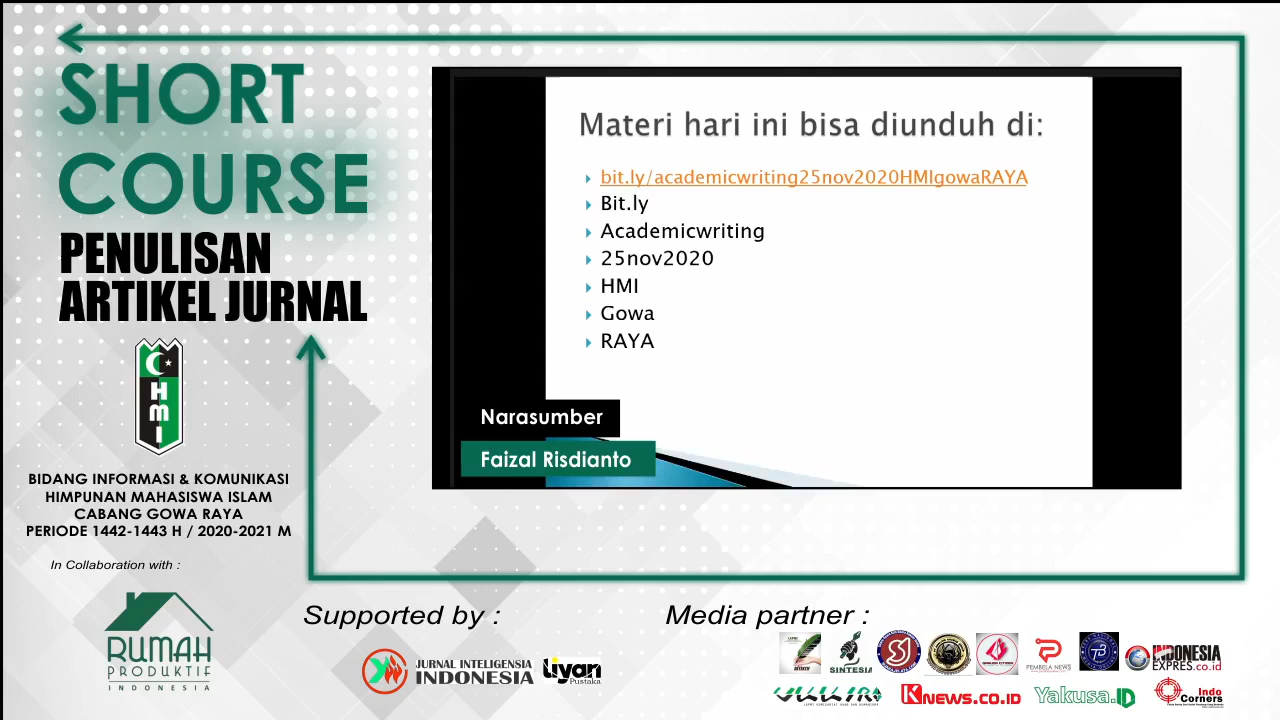 SHORT
COURSE
PENULISAN
ARTIKEL JURNAL
HMI
BIDANG INFORMASI & KOMUNIKASI
HIMPUNAN MAHASISWA ISLAM
CABANG GOWA RAYA
PERIODE 1442-1443 H / 2020-2021 M
In Collaboration with :
RUMAH
PRODUKTIF
INDONESIA
Materi hari ini bisa diunduh di:
bit.ly/academicwriting25nov2020HMIgowaRAYA
Bit.ly
Academicwriting
25nov2020
HMI
Gowa
RAYA
Narasumber
Faizal Risdianto
Supported by :
JURNAL INTELIGENSIA
INDONESIA
Liyan
Pustaka
Media partner :
SINTESIA
PEMBELA NEWS
INDONESIA
EXPRES.co.id
KNEWS.CO.ID
Yakusa.ID
Indo
Corners